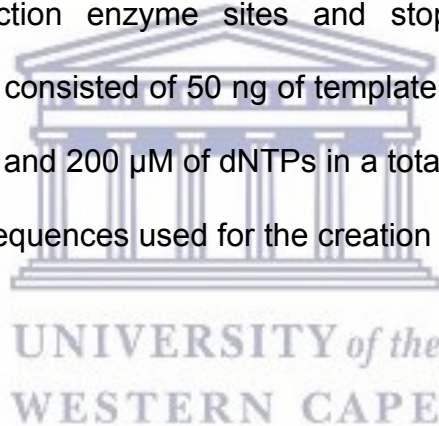 ction enzyme sites and stop
consisted of 50 ng of template
and 200 µM of dNTPs in a tota
equences used for the creation
UNIVERSITY of the
WESTERN CAPE